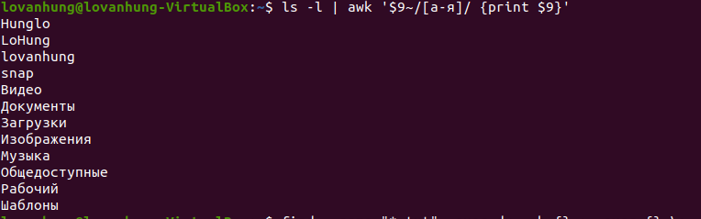 lovanhung@lovanhung-VirtualBox:~$ ls -l | awk '$9~/[а-я]/ {print $9}'
Hunglo
LoHung
lovanhung
snap
Видео
Документы
Загрузки
Изображения
Музыка
Общедоступные
Рабочий
Шаблоны